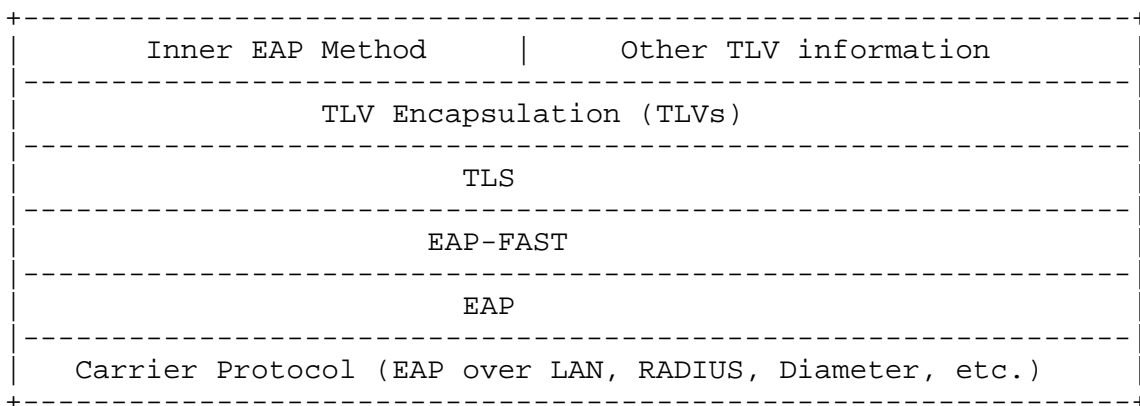 Inner EAP Method | Other TLV information
TLV Encapsulation (TLVs)
TLS
EAP-FAST
EAP
Carrier Protocol (EAP over LAN, RADIUS, Diameter, etc.)